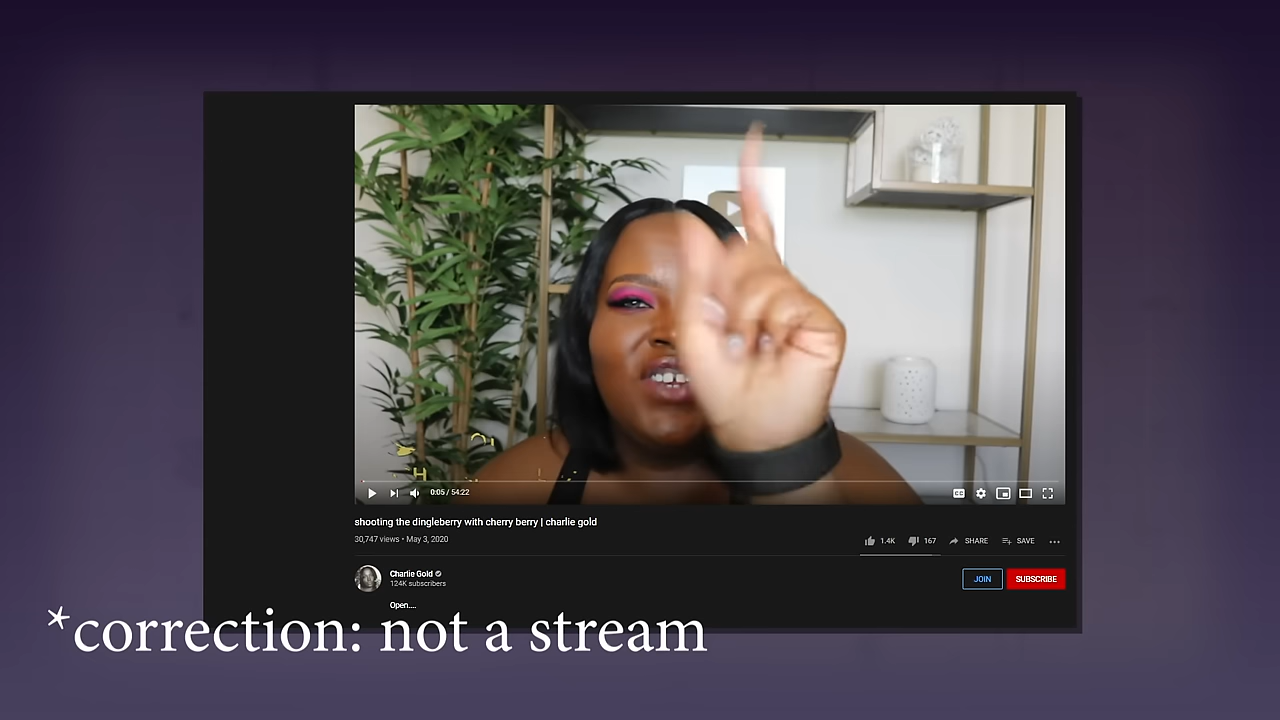 0:05 / 54:22
CC
shooting the dingleberry with cherry berry | charlie gold
30,747 views • May 3, 2020
1.4K 167 SHARE SAVE
Charlie Gold
124K subscribers
JOIN SUBSCRIBE
Open....
*correction: not a stream